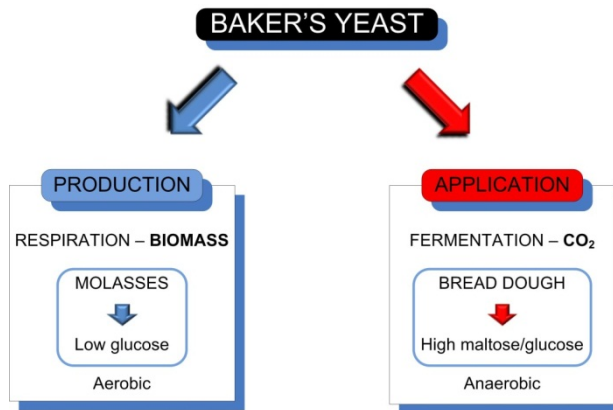 BAKER'S YEAST
PRODUCTION
RESPIRATION – BIOMASS
MOLASSES
Low glucose
Aerobic
APPLICATION
FERMENTATION – CO₂
BREAD DOUGH
High maltose/glucose
Anaerobic